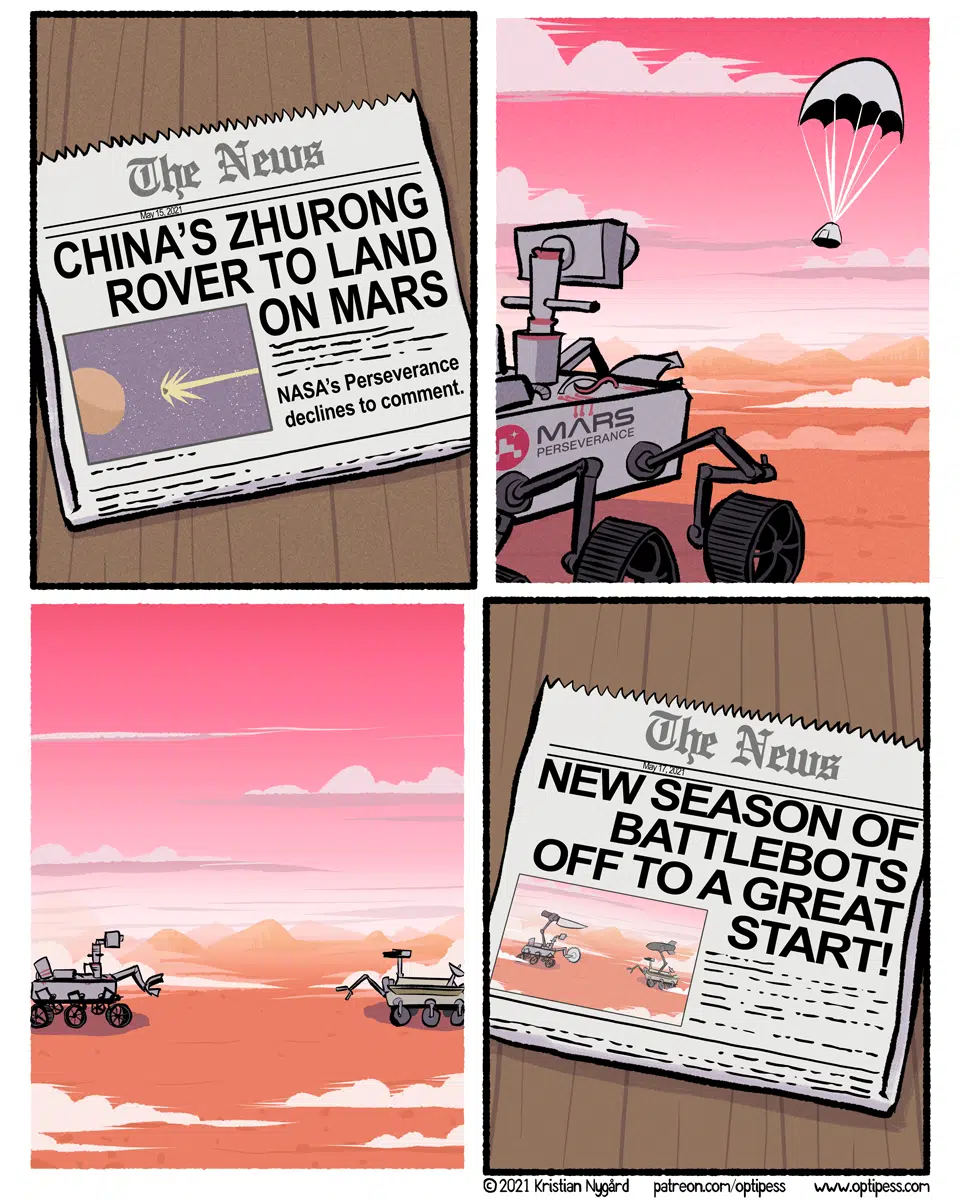 The News
May 15, 2021
CHINA'S ZHURONG
ROVER TO LAND
ON MARS
NASA's Perseverance
declines to comment.
MARS
PERSEVERANCE
The News
May 17, 2021
NEW SEASON OF
BATTLEBOTS
OFF TO A GREAT
START!
©2021 Kristian Nygård patreon.com/optipess www.optipess.com